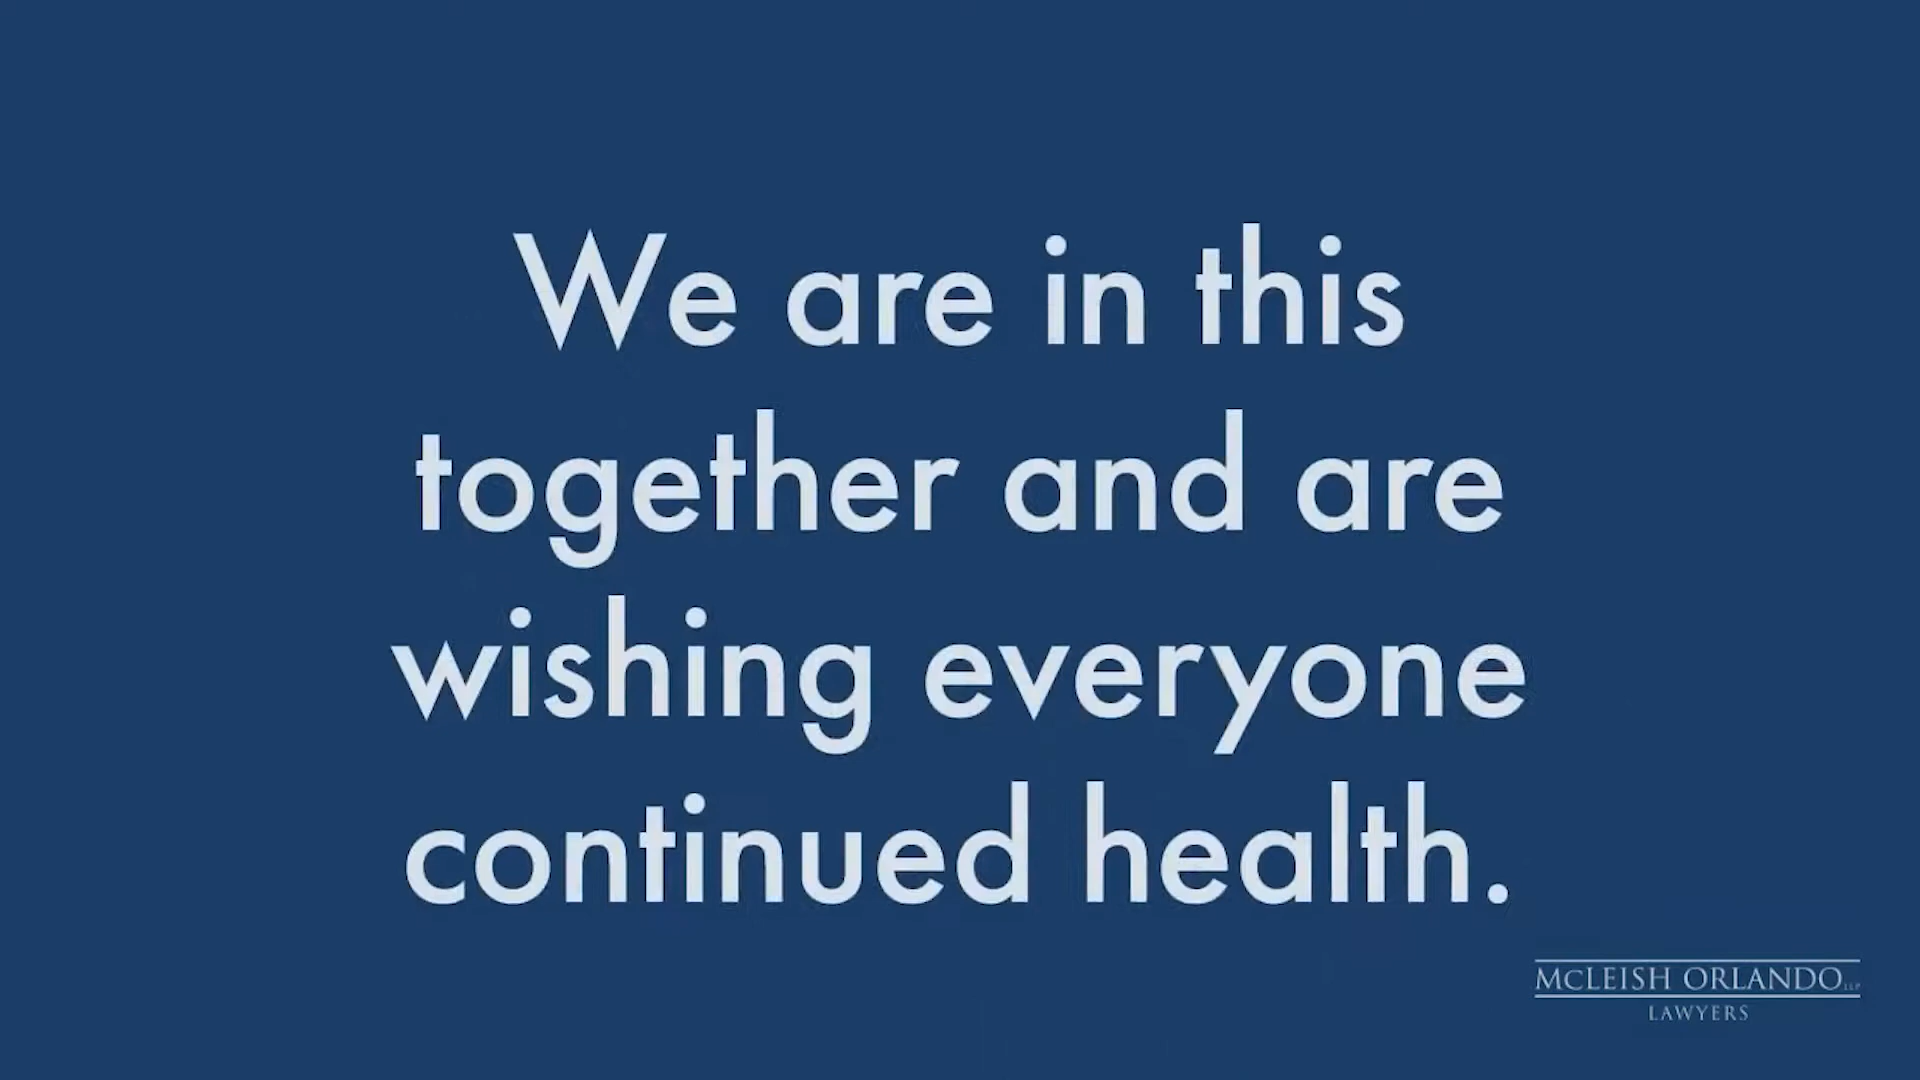 We are in this
together and are
wishing everyone
continued health.
MCLEISH ORLANDO LLP
LAWYERS